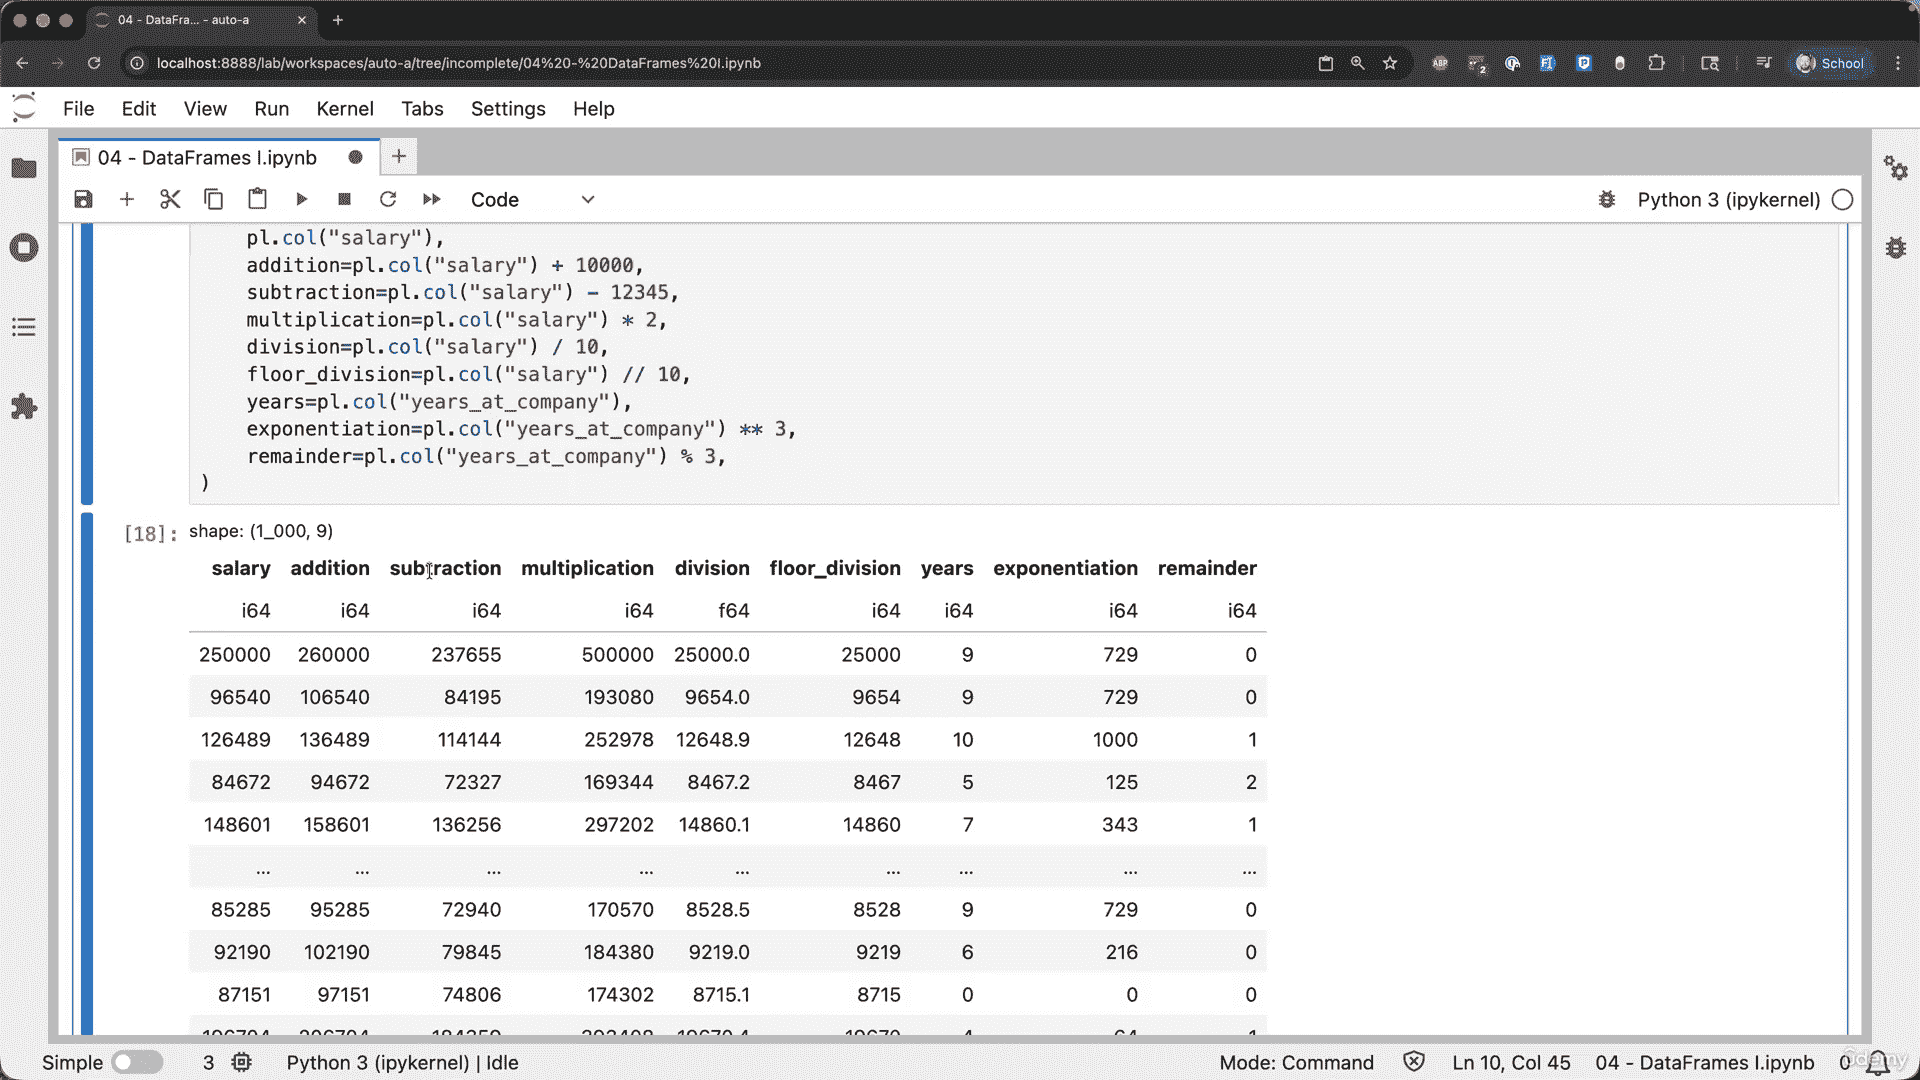 04 - DataFra... - auto-a
localhost:8888/lab/workspaces/auto-a/tree/incomplete/04%20-%20DataFrames%20I.ipynb
ABP
2
School
File Edit View Run Kernel Tabs Settings Help
04 - DataFrames I.ipynb
Code
Python 3 (ipykernel)
pl.col("salary"),
addition=pl.col("salary") + 10000,
subtraction=pl.col("salary") - 12345,
multiplication=pl.col("salary") * 2,
division=pl.col("salary") / 10,
floor_division=pl.col("salary") // 10,
years=pl.col("years_at_company"),
exponentiation=pl.col("years_at_company") ** 3,
remainder=pl.col("years_at_company") % 3,
)
[18]: shape: (1_000, 9)
salary addition subtraction multiplication division floor_division years exponentiation remainder
i64 i64 i64 i64 f64 i64 i64 i64 i64
250000 260000 237655 500000 25000.0 25000 9 729 0
96540 106540 84195 193080 9654.0 9654 9 729 0
126489 136489 114144 252978 12648.9 12648 10 1000 1
84672 94672 72327 169344 8467.2 8467 5 125 2
148601 158601 136256 297202 14860.1 14860 7 343 1
... ... ... ... ... ... ... ... ...
85285 95285 72940 170570 8528.5 8528 9 729 0
92190 102190 79845 184380 9219.0 9219 6 216 0
87151 97151 74806 174302 8715.1 8715 0 0 0
Simple 3 Python 3 (ipykernel) | Idle Mode: Command Ln 10, Col 45 04 - DataFrames I.ipynb 0